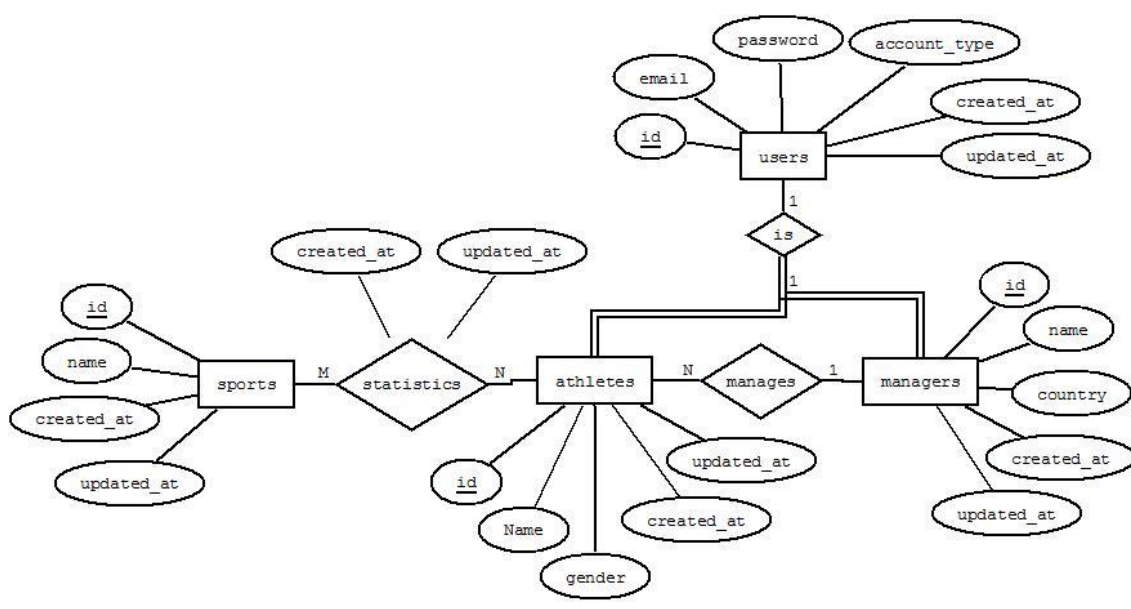 password
account_type
email
created_at
id
users
updated_at
1
is
created_at
updated_at
1
id
id
name
name
M
statistics
N
athletes
N
manages
1
managers
sports
country
created_at
updated_at
created_at
updated_at
id
Name
created_at
updated_at
gender